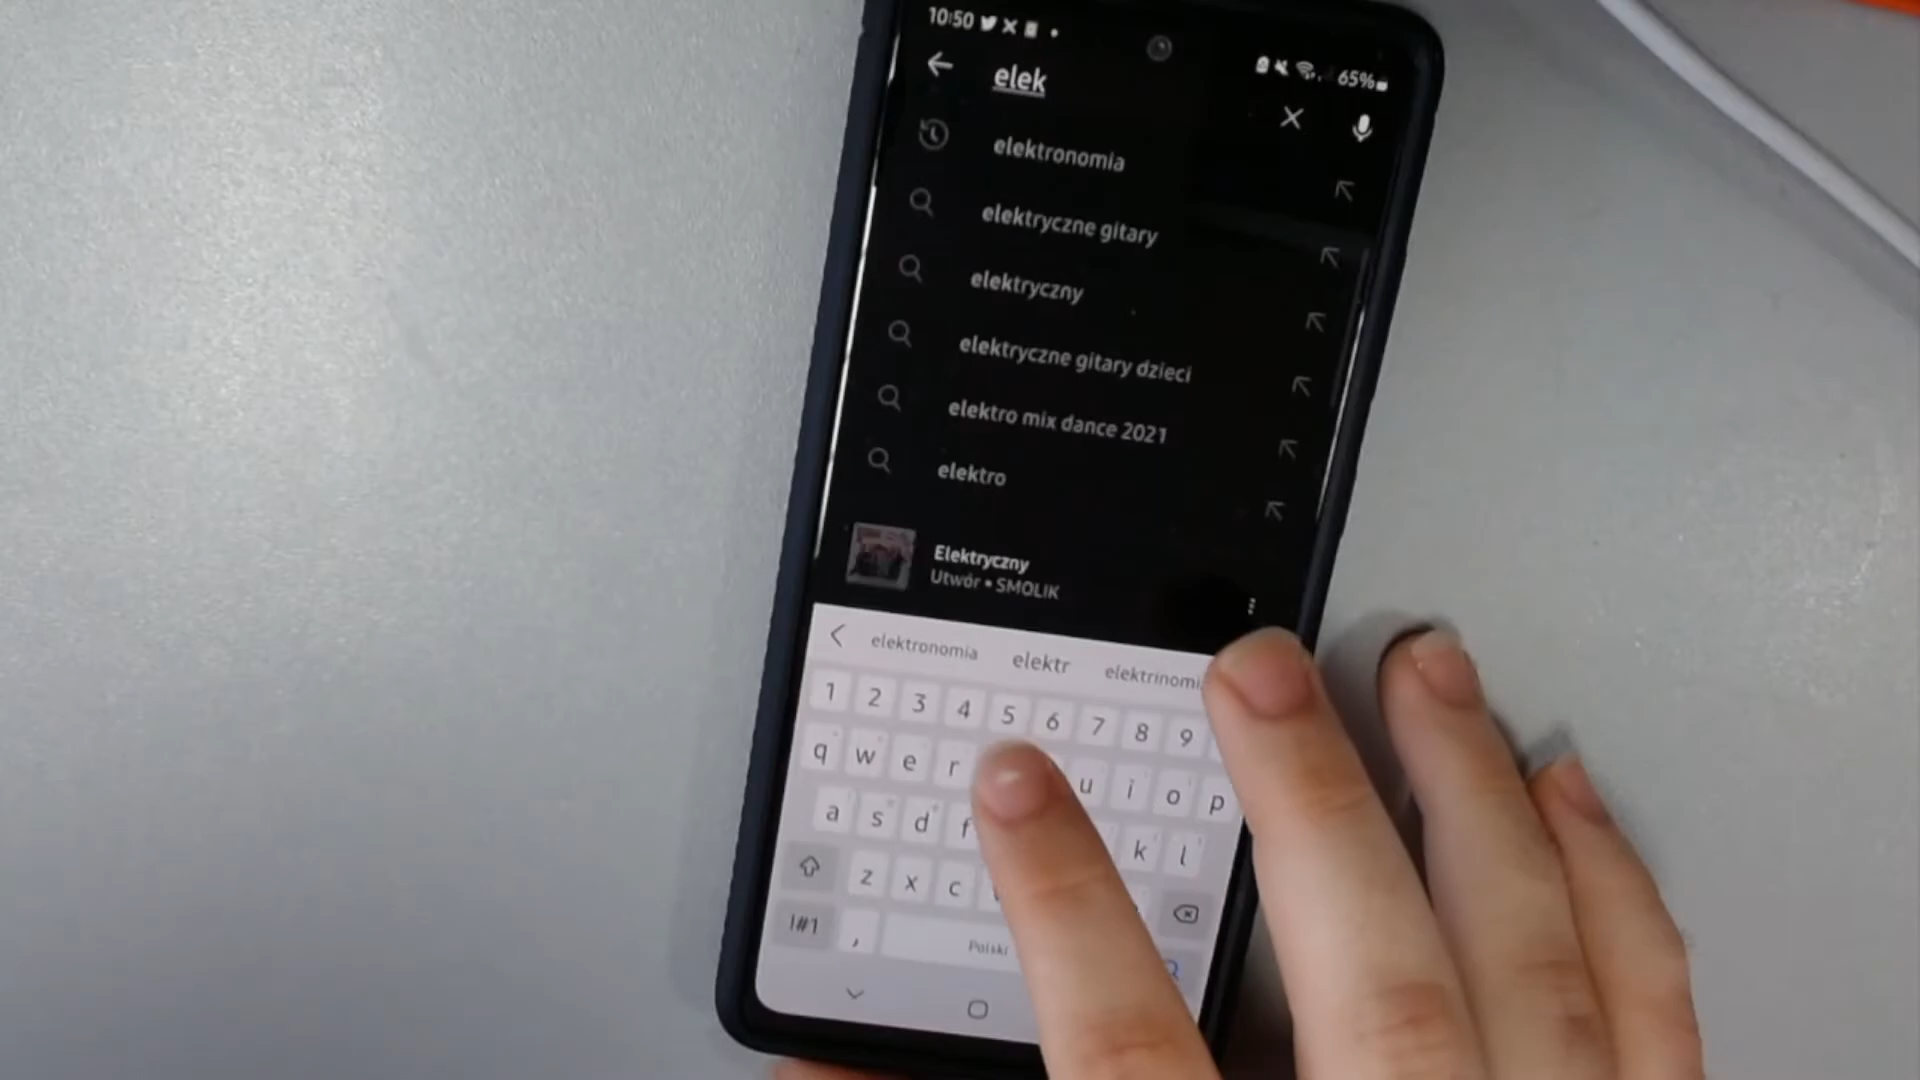 10:50
65%
elek
elektronomia
elektryczne gitary
elektryczny
elektryczne gitary dzieci
elektro mix dance 2021
elektro
Elektryczny
Utwór • SMOLIK
elektronomia elektr
1 2 3 4 5 6 7 8 9
q w e r u i o p
a s d f k l
z x c
!#1 , Polski